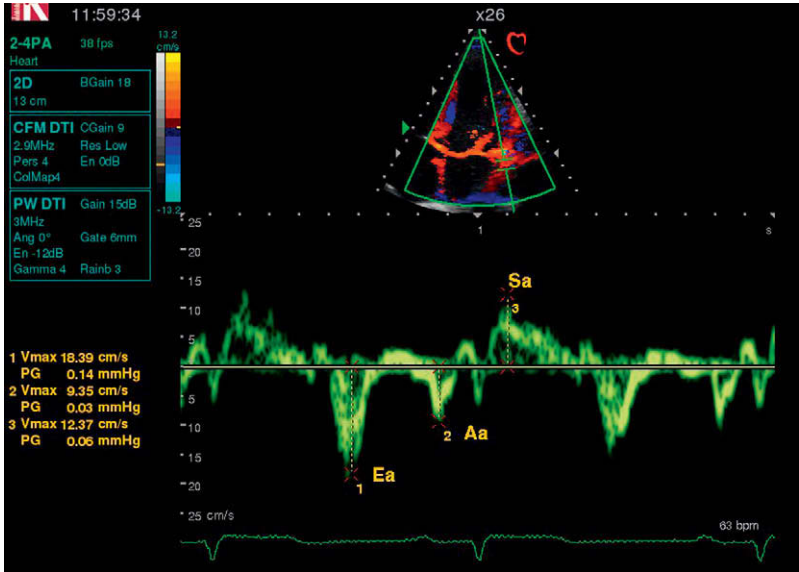 11:59:34
x26
2-4PA 38 fps
Heart
13.2
cm/s
2D BGain 18
13 cm
CFM DTI CGain 9
2.9MHz Res Low
Pers 4 En 0dB
ColMap4
-13.2
PW DTI Gain 15dB
3MHz
Ang 0° Gate 6mm
En -12dB
Gamma 4 Rainb 3
25
1 s
20
15
10
5
Sa
3
1 Vmax 18.39 cm/s
PG 0.14 mmHg
2 Vmax 9.35 cm/s
PG 0.03 mmHg
3 Vmax 12.37 cm/s
PG 0.06 mmHg
5
10
2 Aa
15
Ea
1
20
25 cm/s
63 bpm